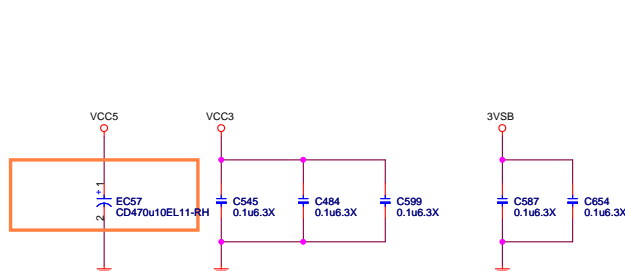 VCC5
VCC3
3VSB
1
+
2
EC57
CD470u10EL11-RH
C545
0.1u6.3X
C484
0.1u6.3X
C599
0.1u6.3X
C587
0.1u6.3X
C654
0.1u6.3X